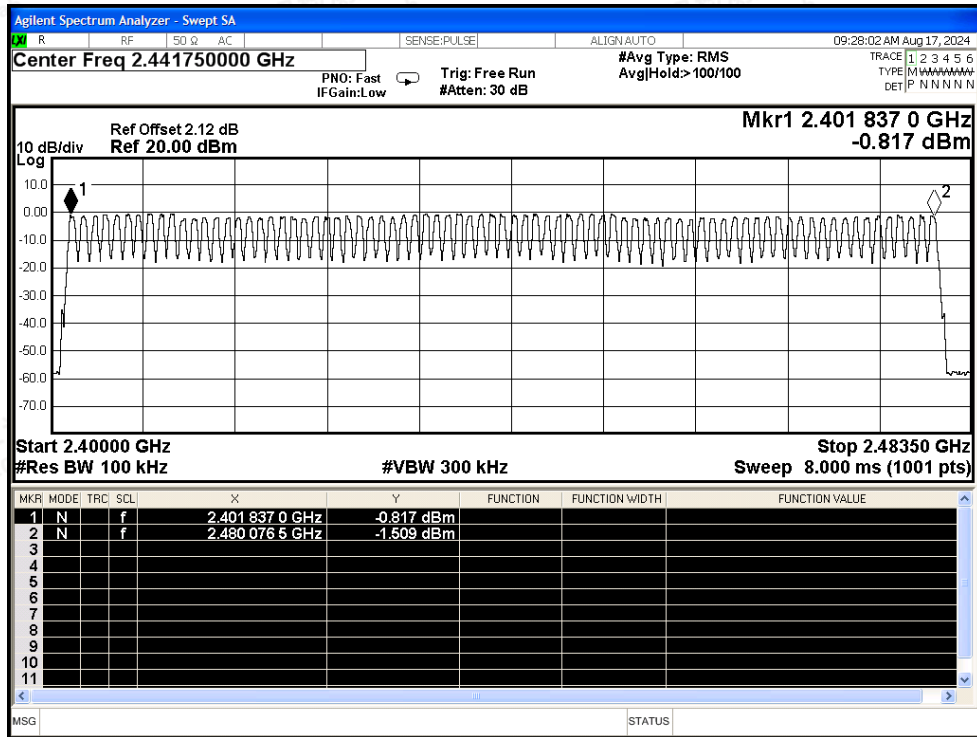 Agilent Spectrum Analyzer - Swept SA
LXI R RF 50 Ω AC SENSE:PULSE ALIGN AUTO 09:28:02 AM Aug 17, 2024
Center Freq 2.441750000 GHz
PNO: Fast
IFGain:Low
Trig: Free Run
#Atten: 30 dB
#Avg Type: RMS
Avg|Hold:>100/100
TRACE 1 2 3 4 5 6
TYPE M
DET P N N N N N
Mkr1 2.401 837 0 GHz
-0.817 dBm
Ref Offset 2.12 dB
10 dB/div Ref 20.00 dBm
Log
10.0
0.00
-10.0
-20.0
-30.0
-40.0
-50.0
-60.0
-70.0
1
2
Start 2.40000 GHz Stop 2.48350 GHz
#Res BW 100 kHz #VBW 300 kHz Sweep 8.000 ms (1001 pts)
MKR MODE TRC SCL X Y FUNCTION FUNCTION WIDTH FUNCTION VALUE
1 N f 2.401 837 0 GHz -0.817 dBm
2 N f 2.480 076 5 GHz -1.509 dBm
3
4
5
6
7
8
9
10
11
MSG STATUS